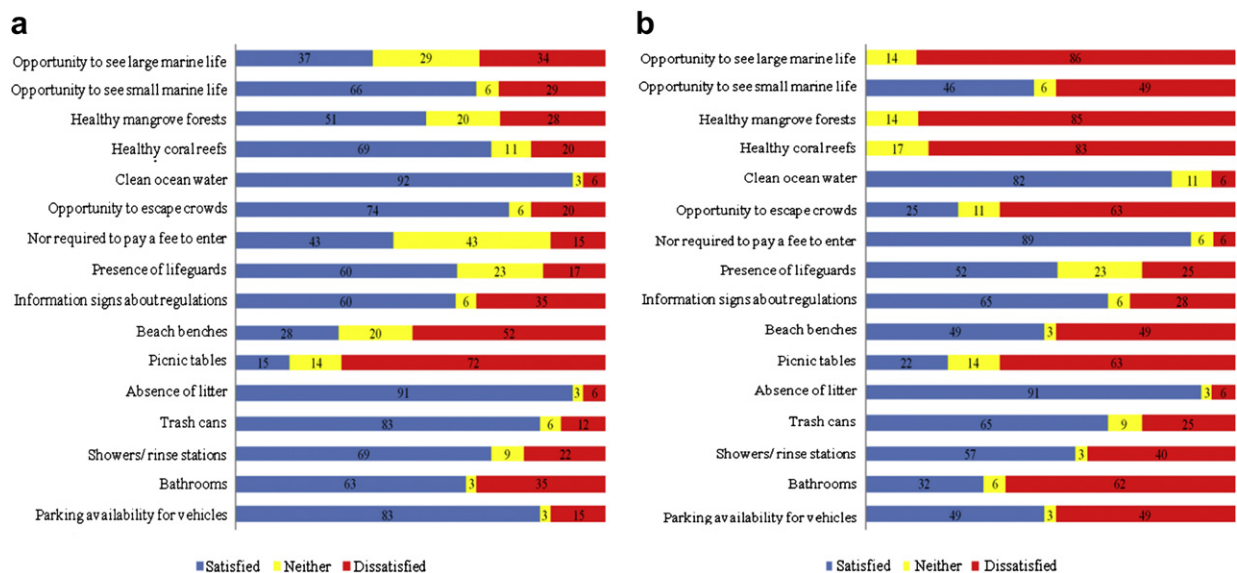 a
Opportunity to see large marine life 37 29 34
Opportunity to see small marine life 66 6 29
Healthy mangrove forests 51 20 28
Healthy coral reefs 69 11 20
Clean ocean water 92 3 6
Opportunity to escape crowds 74 6 20
Nor required to pay a fee to enter 43 43 15
Presence of lifeguards 60 23 17
Information signs about regulations 60 6 35
Beach benches 28 20 52
Picnic tables 15 14 72
Absence of litter 91 3 6
Trash cans 83 6 12
Showers/ rinse stations 69 9 22
Bathrooms 63 3 35
Parking availability for vehicles 83 3 15
Satisfied Neither Dissatisfied
b
Opportunity to see large marine life 14 86
Opportunity to see small marine life 46 6 49
Healthy mangrove forests 14 85
Healthy coral reefs 17 83
Clean ocean water 82 11 6
Opportunity to escape crowds 25 11 63
Nor required to pay a fee to enter 89 6 6
Presence of lifeguards 52 23 25
Information signs about regulations 65 6 28
Beach benches 49 3 49
Picnic tables 22 14 63
Absence of litter 91 3 6
Trash cans 65 9 25
Showers/ rinse stations 57 3 40
Bathrooms 32 6 62
Parking availability for vehicles 49 3 49
Satisfied Neither Dissatisfied